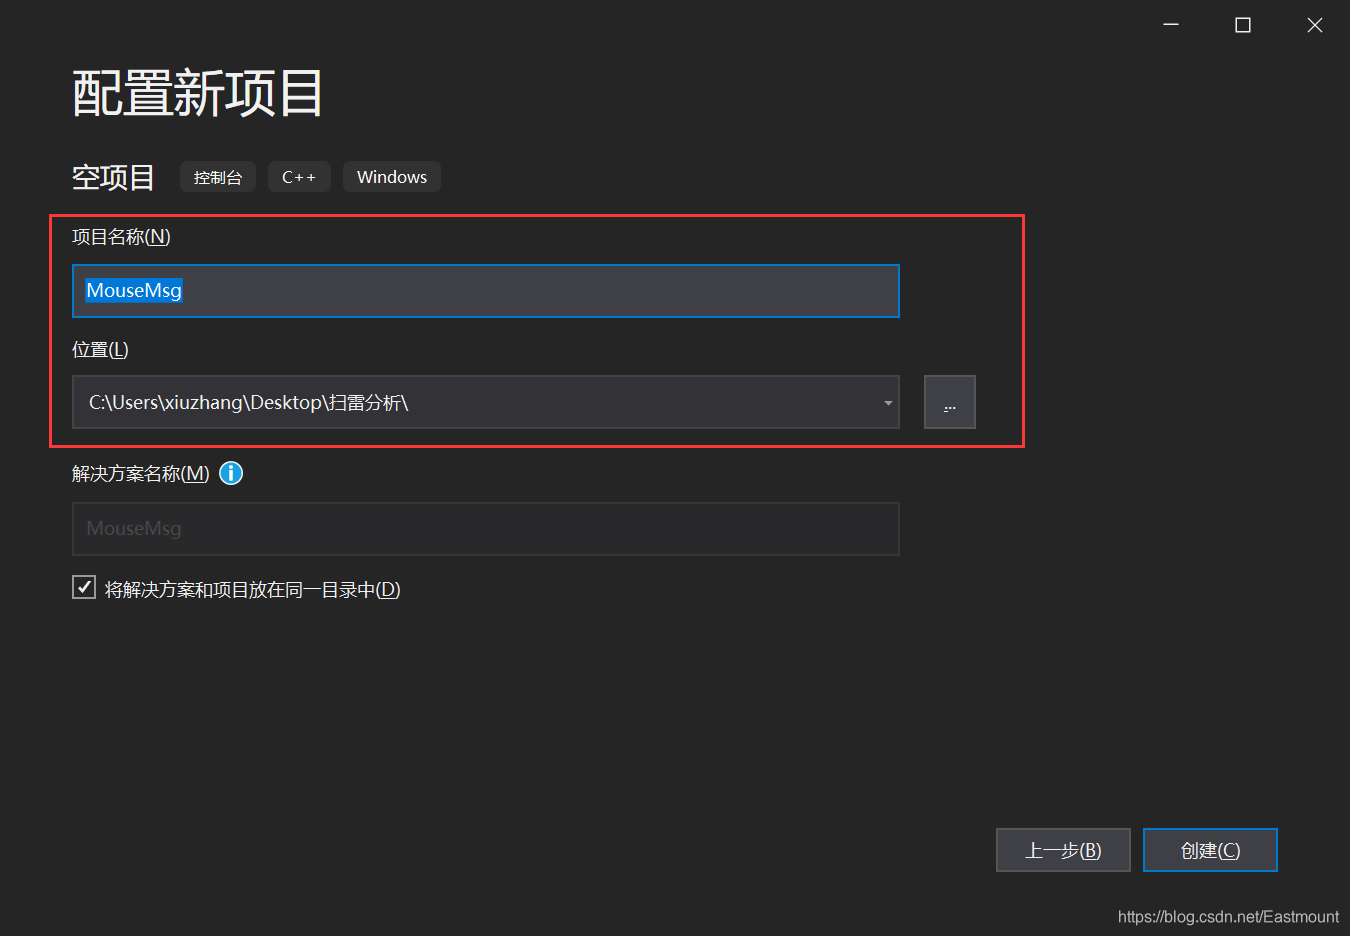 配置新项目
空项目 控制台 C++ Windows
项目名称(N)
MouseMsg
位置(L)
C:\Users\xiuzhang\Desktop\扫雷分析\
...
解决方案名称(M)
MouseMsg
将解决方案和项目放在同一目录中(D)
上一步(B) 创建(C)
https://blog.csdn.net/Eastmount